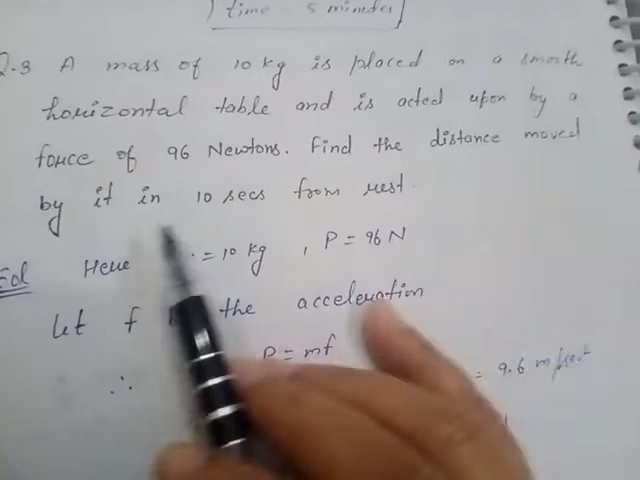 time = 5 minutes
Q.3 A mass of 10 kg is placed on a smooth
horizontal table and is acted upon by a
force of 96 Newtons. Find the distance moved
by it in 10 secs from rest.
Sol Here = 10 kg, P = 96 N
Let f the acceleration
∴ P = mf
= 9.6 m/sec²